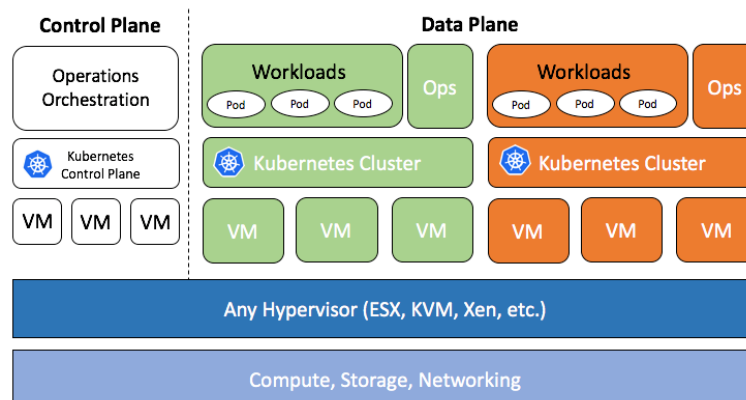 Control Plane
Data Plane
Operations
Orchestration
Workloads
Pod Pod Pod
Ops
Workloads
Pod Pod Pod
Ops
Kubernetes
Control Plane
Kubernetes Cluster
Kubernetes Cluster
VM VM VM
VM VM VM
VM VM VM
Any Hypervisor (ESX, KVM, Xen, etc.)
Compute, Storage, Networking